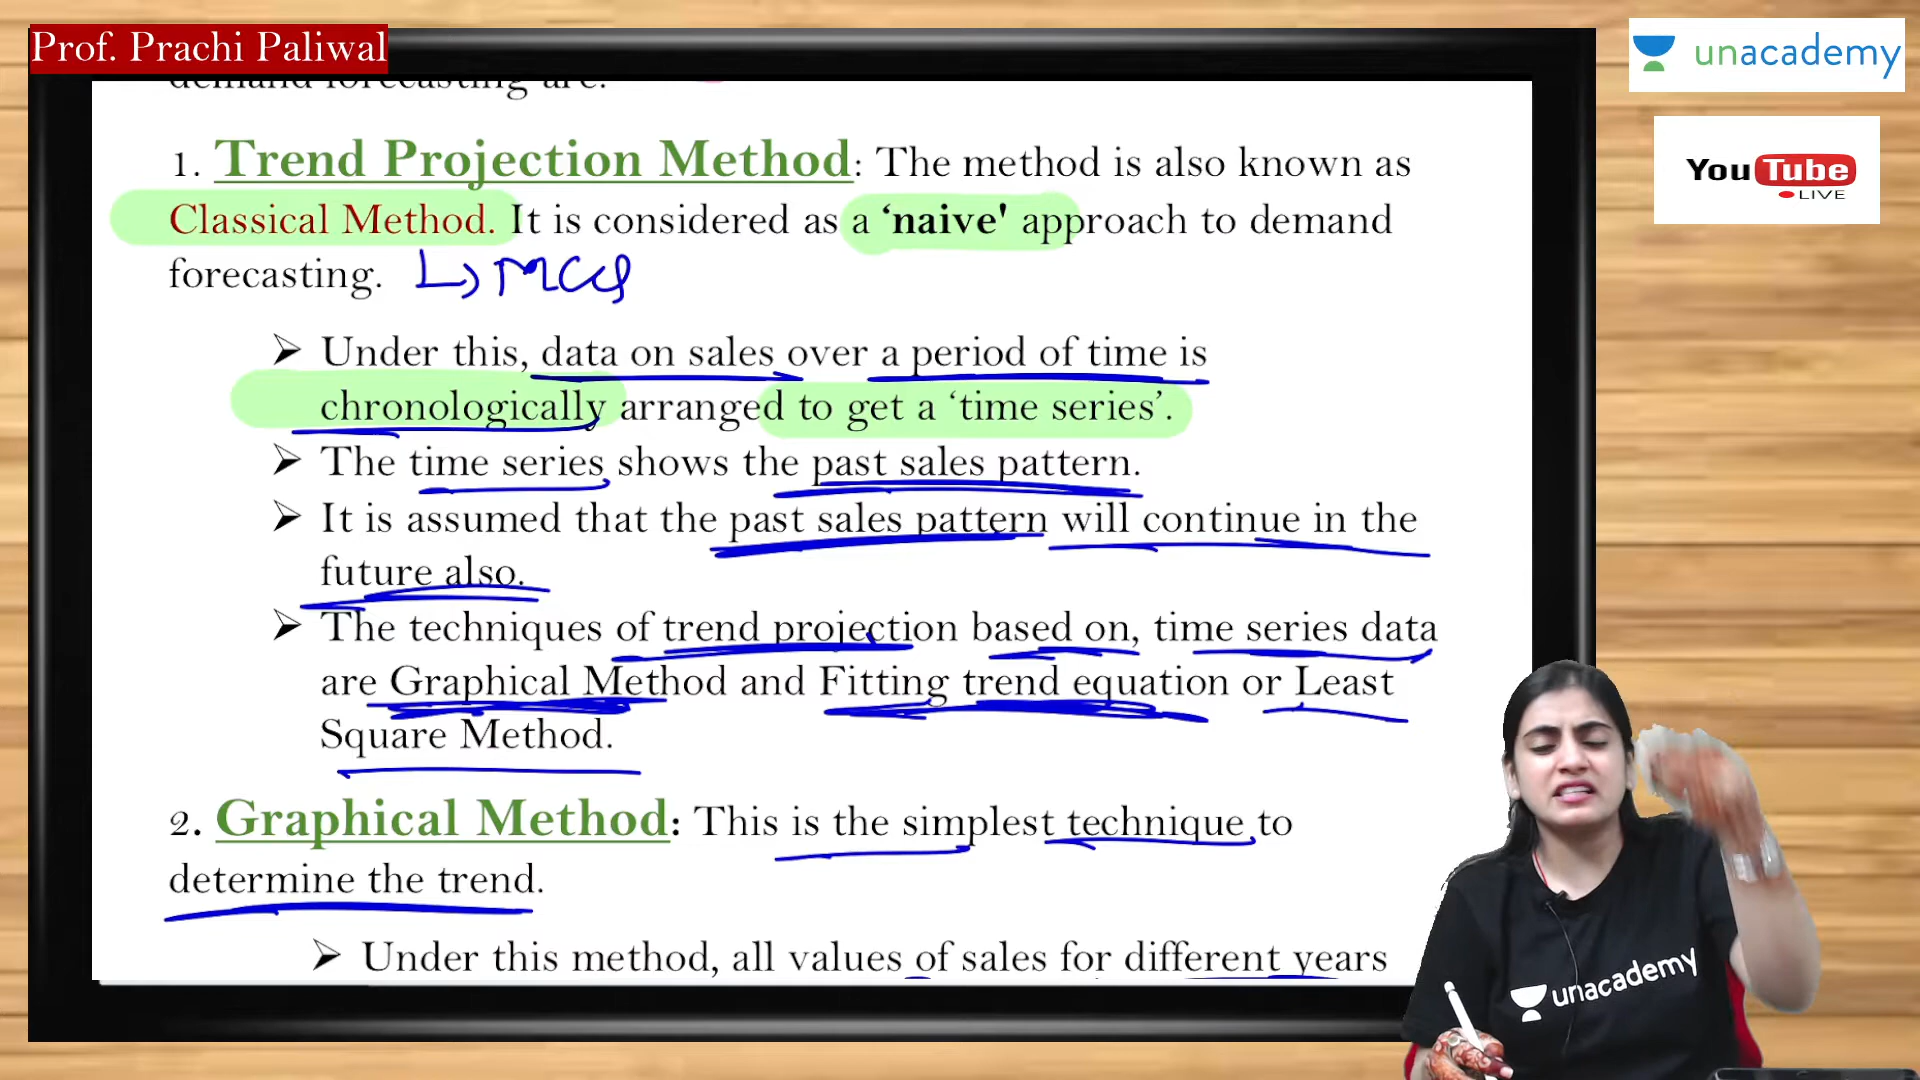 Prof. Prachi Paliwal
unacademy
YouTube
LIVE
demand forecasting are:
1. Trend Projection Method: The method is also known as
Classical Method. It is considered as a ‘naive' approach to demand
forecasting. ↳ MCQ
➢ Under this, data on sales over a period of time is
chronologically arranged to get a ‘time series’.
➢ The time series shows the past sales pattern.
➢ It is assumed that the past sales pattern will continue in the
future also.
➢ The techniques of trend projection based on, time series data
are Graphical Method and Fitting trend equation or Least
Square Method.
2. Graphical Method: This is the simplest technique to
determine the trend.
➢ Under this method, all values of sales for different years
unacademy